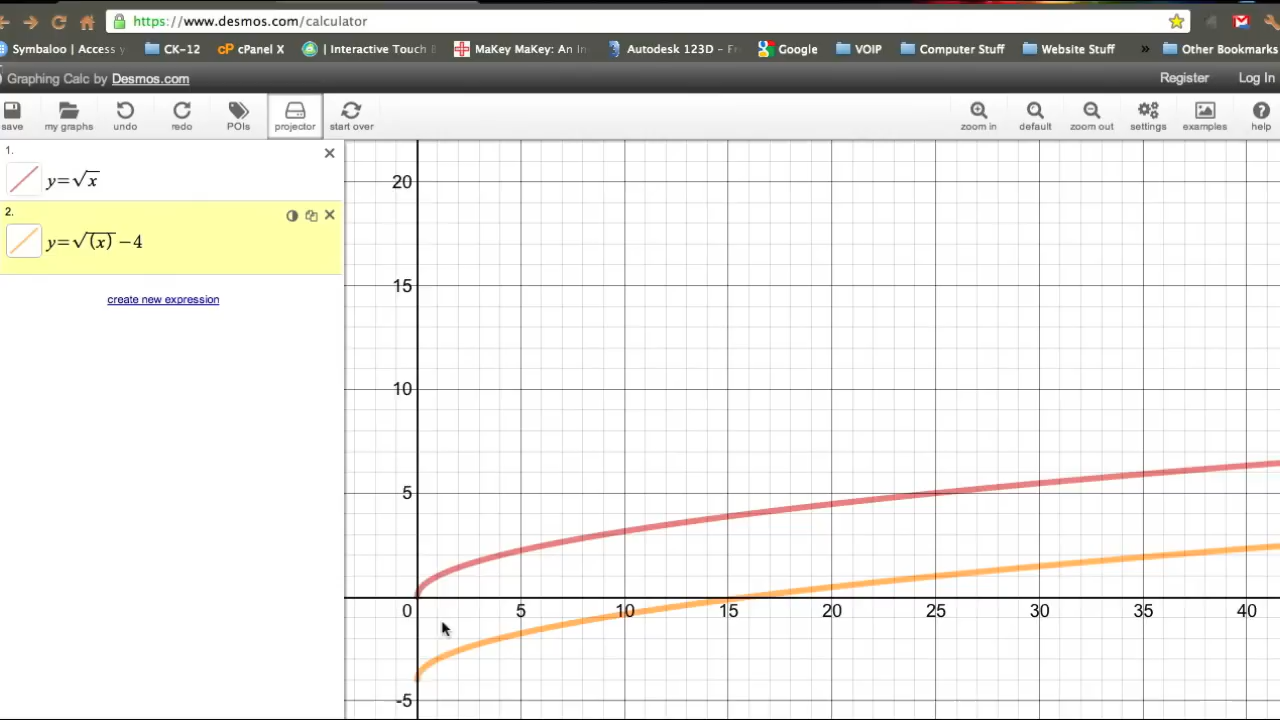 https://www.desmos.com/calculator
Symbaloo | Access y CK-12 cPanel X | Interactive Touch MaKey MaKey: An In Autodesk 123D - Fr Google VOIP Computer Stuff Website Stuff » Other Bookmarks
Graphing Calc by Desmos.com Register Log In
save my graphs undo redo POIs projector start over zoom in default zoom out settings examples help
1.
y=√x
2.
y=√(x) −4
create new expression
20
15
10
5
0 5 10 15 20 25 30 35 40
-5